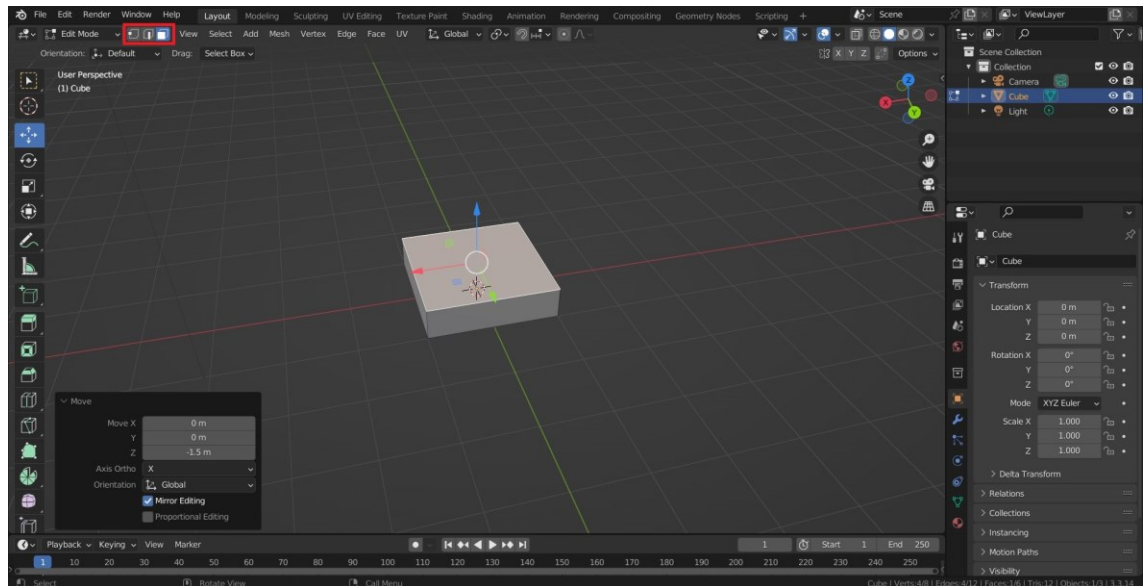 File Edit Render Window Help Layout Modeling Sculpting UV Editing Texture Paint Shading Animation Rendering Compositing Geometry Nodes Scripting + Scene ViewLayer
Edit Mode View Select Add Mesh Vertex Edge Face UV Global
Orientation: Default Drag: Select Box X Y Z Options
User Perspective
(1) Cube
Z
X
Y
Scene Collection
Collection
Camera
Cube
Light
Cube
Cube
Transform
Location X 0 m
Y 0 m
Z 0 m
Rotation X 0°
Y 0°
Z 0°
Mode XYZ Euler
Scale X 1.000
Y 1.000
Z 1.000
Delta Transform
Relations
Collections
Instancing
Motion Paths
Visibility
Move
Move X 0 m
Y 0 m
Z -1.5 m
Axis Ortho X
Orientation Global
Mirror Editing
Proportional Editing
Playback Keying View Marker 1 Start 1 End 250
1 10 20 30 40 50 60 70 80 90 100 110 120 130 140 150 160 170 180 190 200 210 220 230 240 250
Select Rotate View Call Menu Cube | Verts:4/8 | Edges:4/12 | Faces:1/6 | Tris:12 | Objects:1/3 | 3.3.1